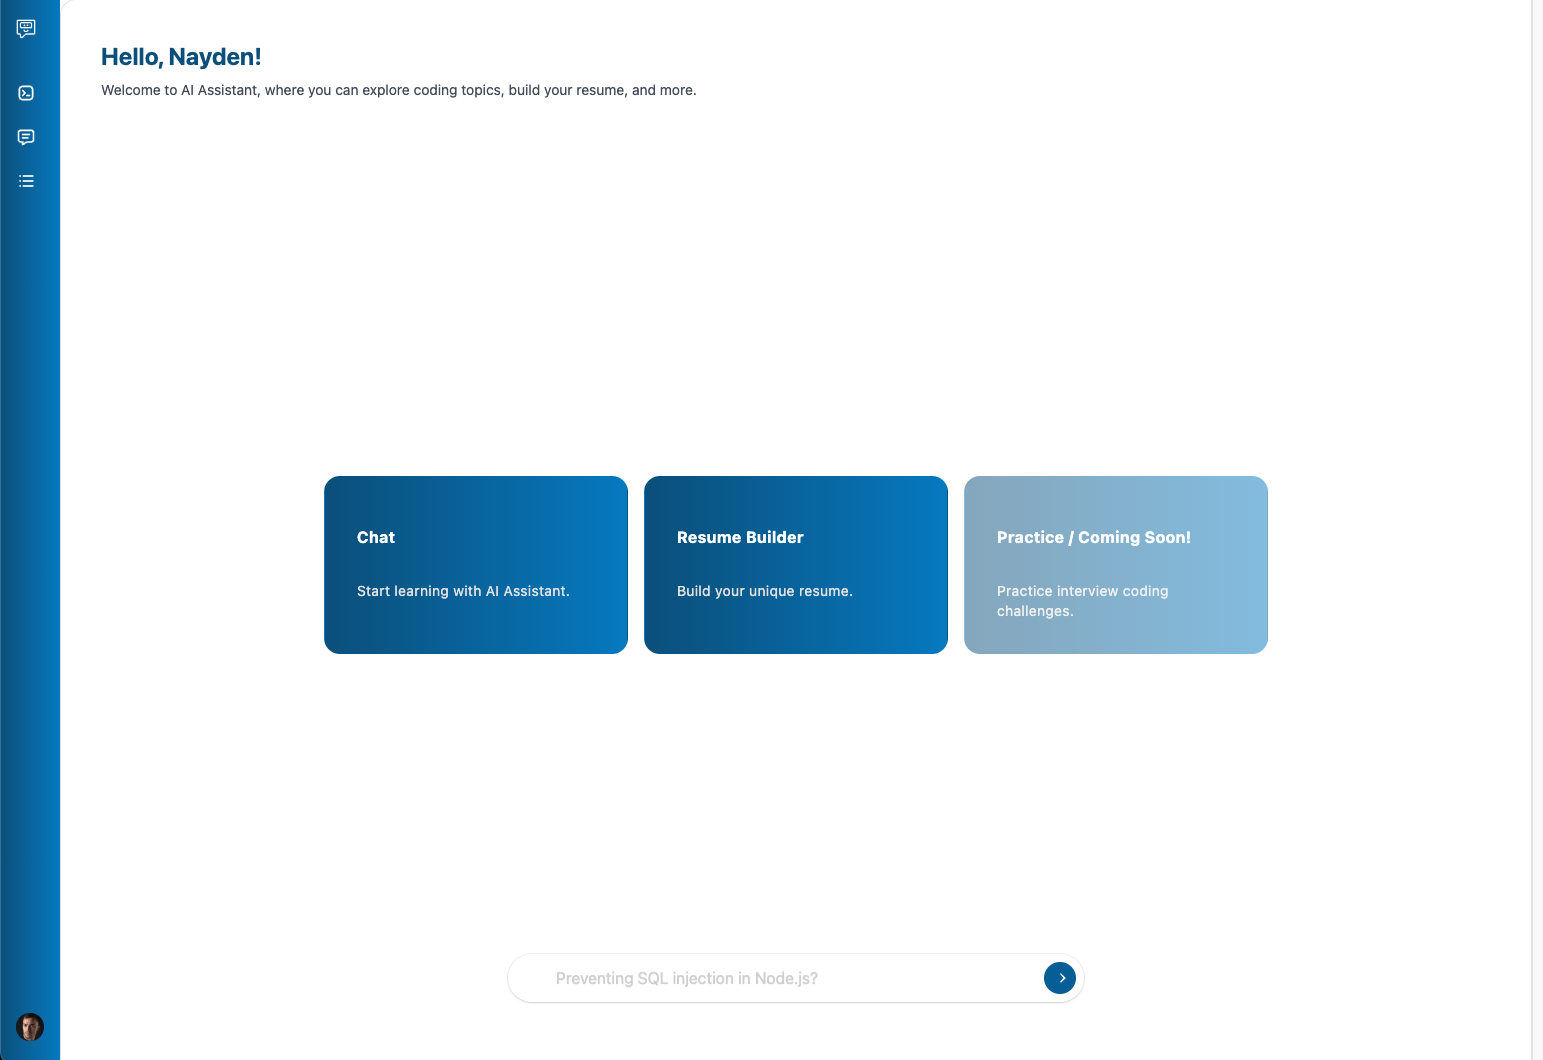 Hello, Nayden!
Welcome to AI Assistant, where you can explore coding topics, build your resume, and more.
Chat
Start learning with AI Assistant.
Resume Builder
Build your unique resume.
Practice / Coming Soon!
Practice interview coding
challenges.
Preventing SQL injection in Node.js?